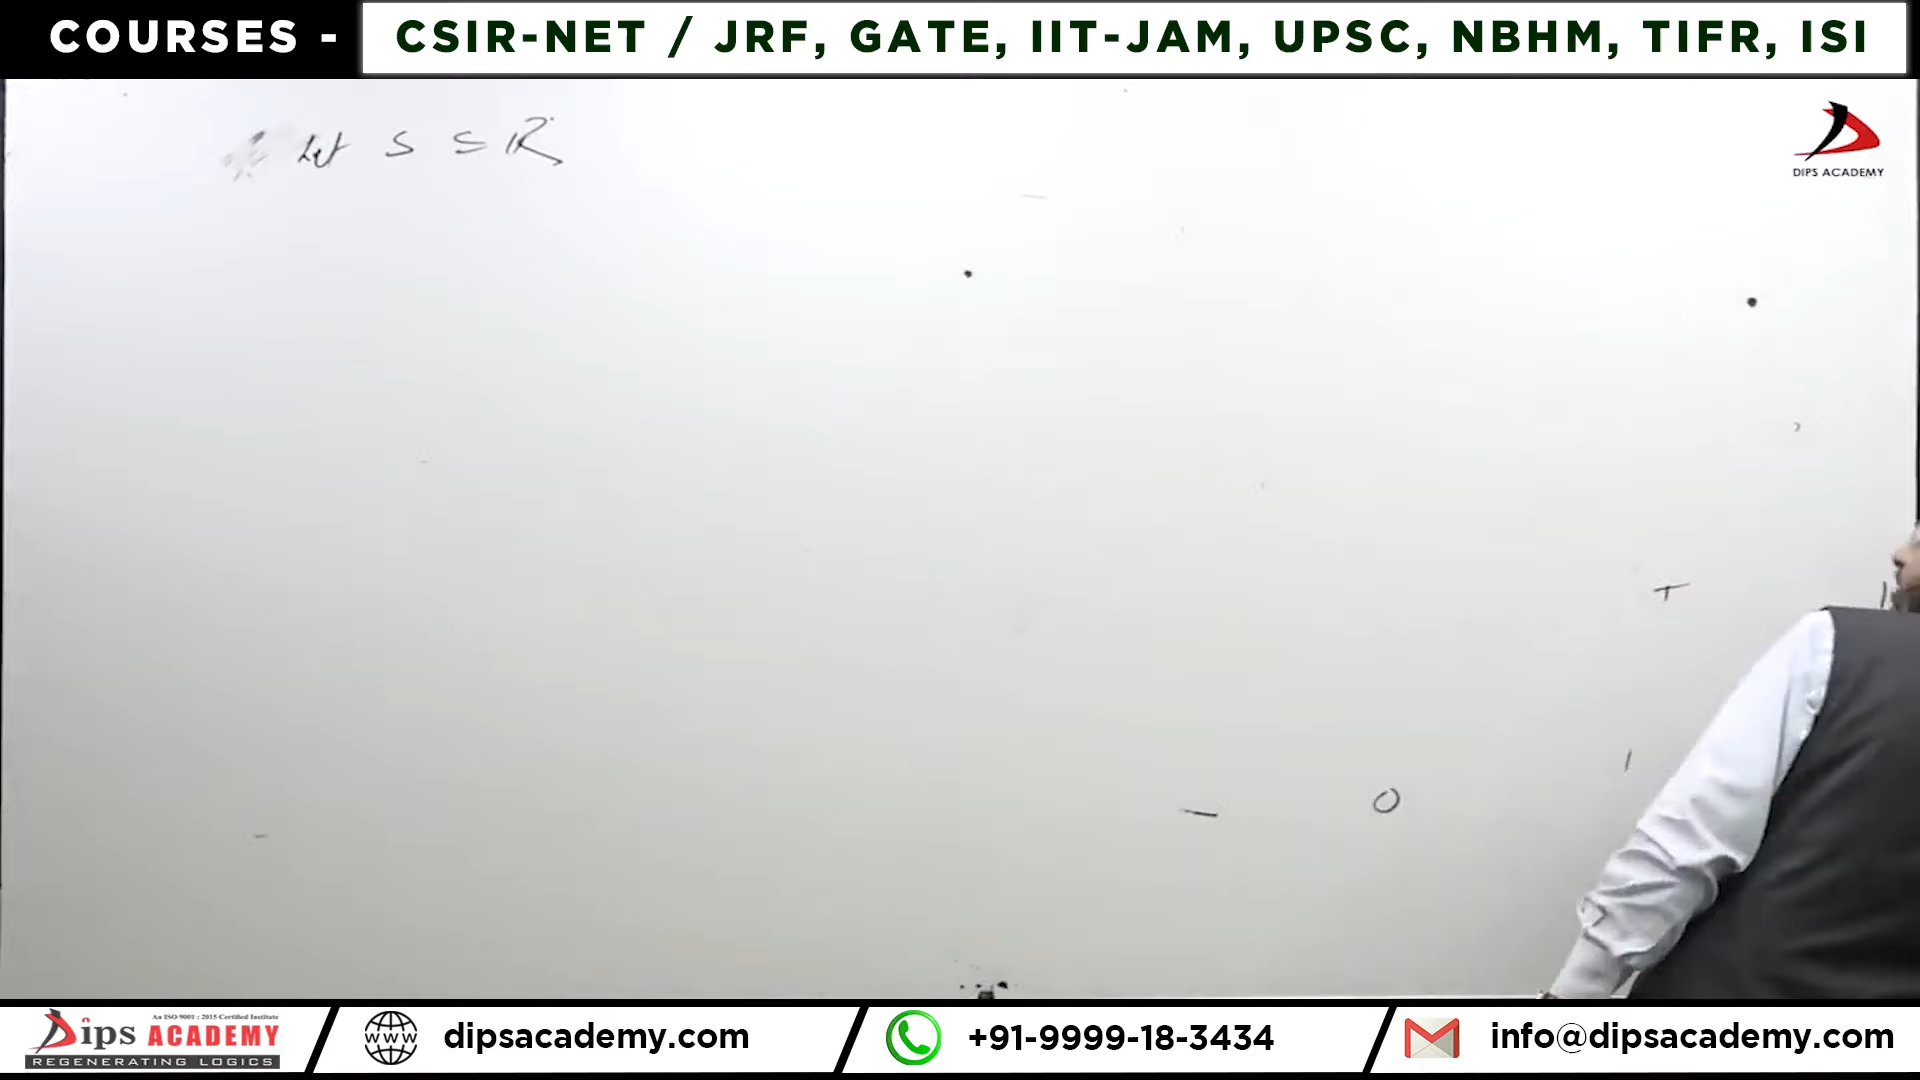 COURSES - CSIR-NET / JRF, GATE, IIT-JAM, UPSC, NBHM, TIFR, ISI
Let S ⊆ R
DIPS ACADEMY
O
An ISO 9001 : 2015 Certified Institute
Dips ACADEMY
REGENERATING LOGICS
WWW
dipsacademy.com
+91-9999-18-3434
info@dipsacademy.com